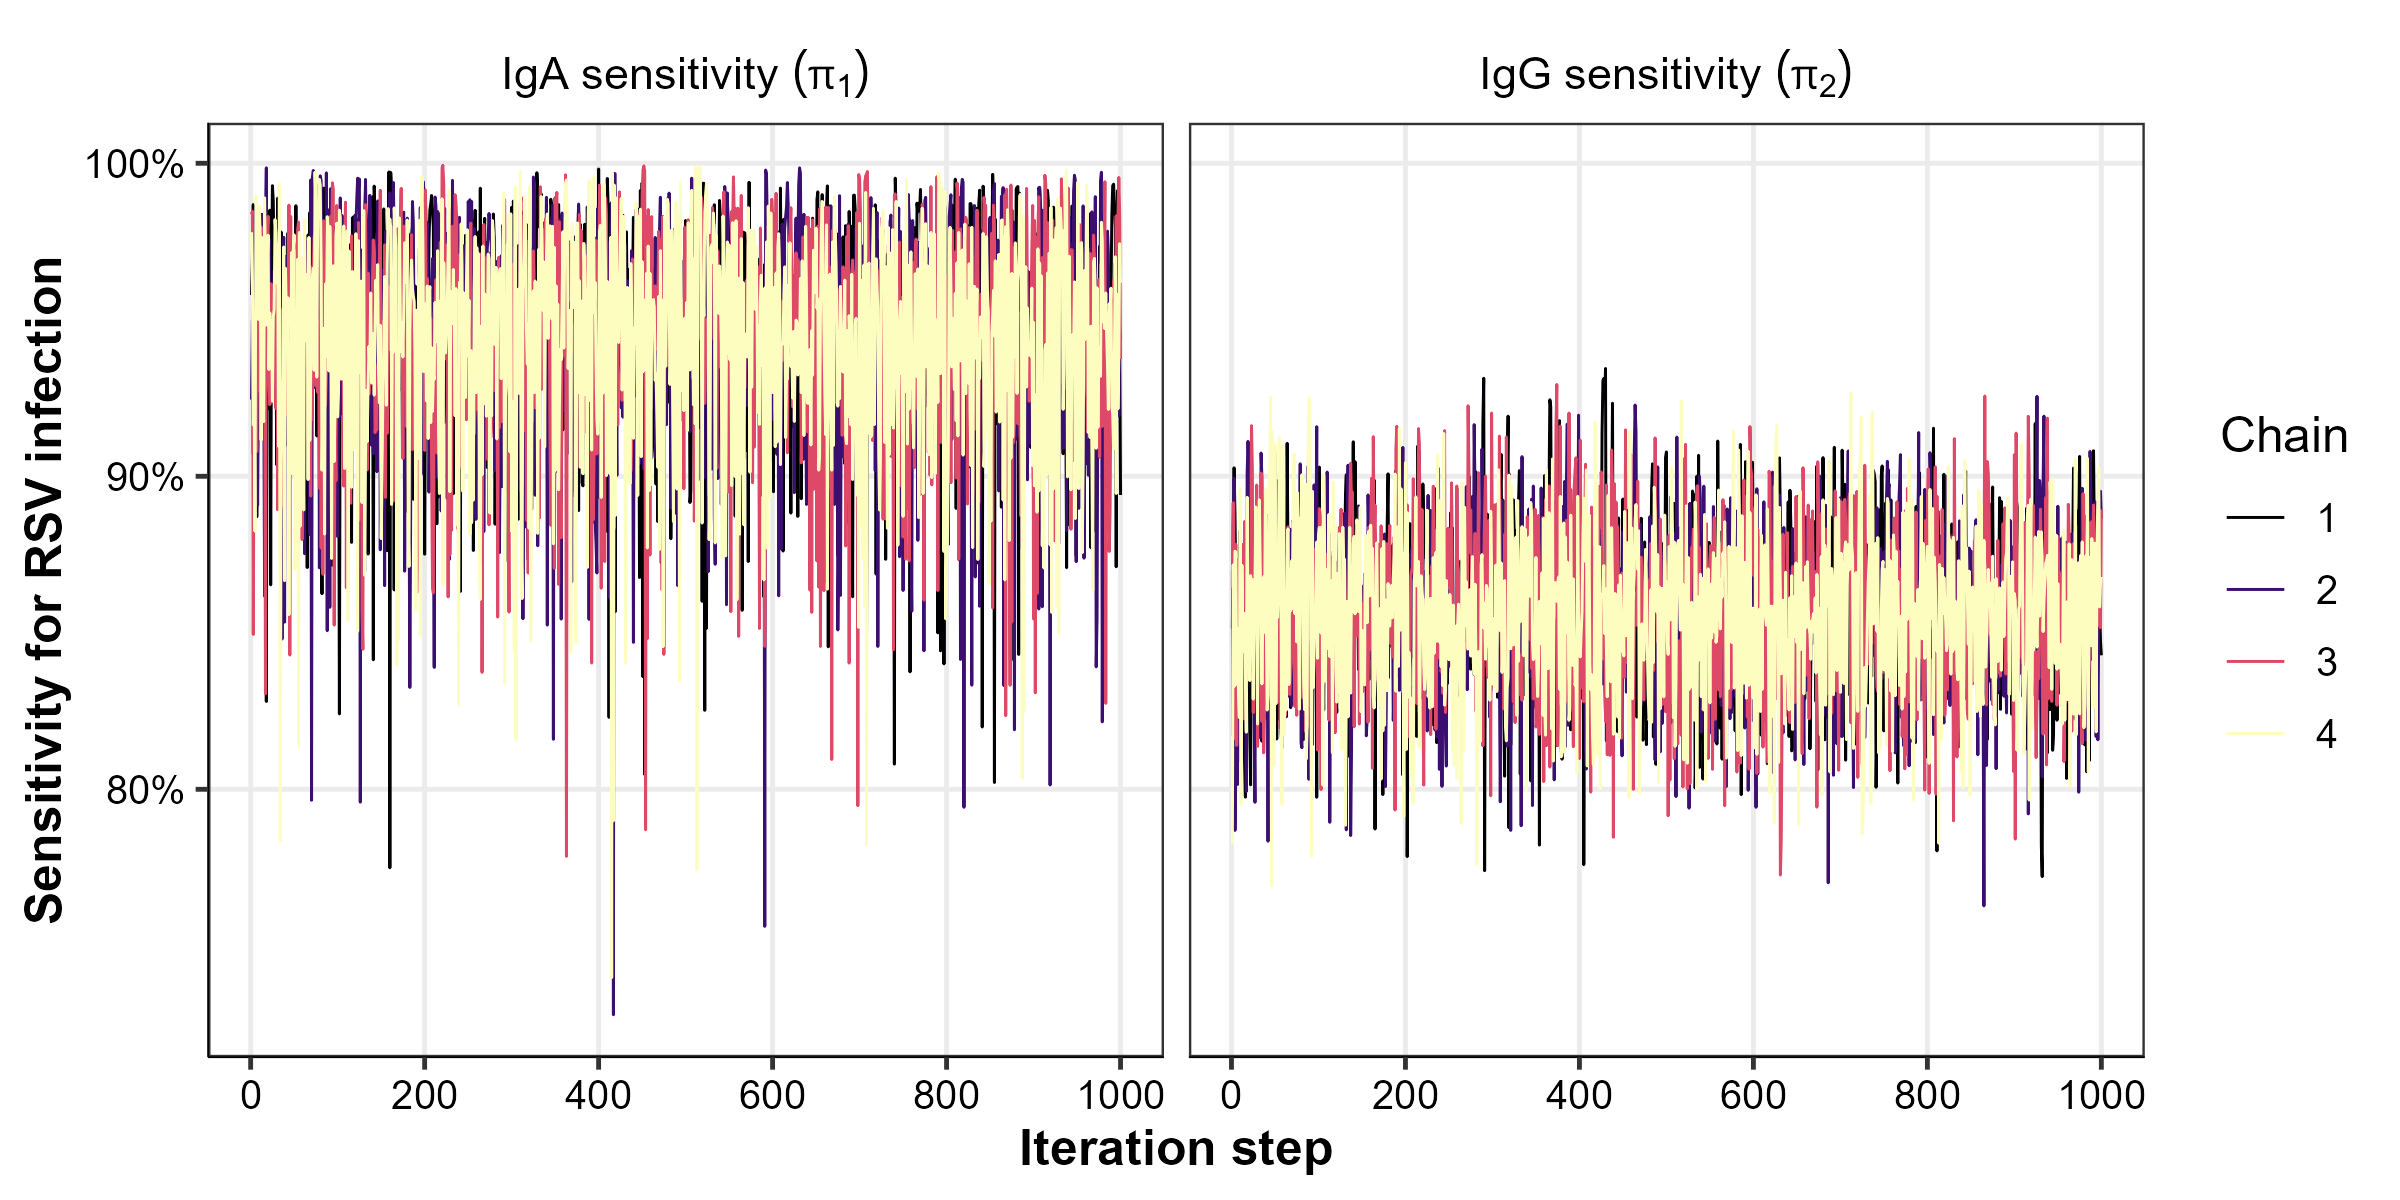 IgA sensitivity (π₁)
IgG sensitivity (π₂)
Sensitivity for RSV infection
100%
90%
80%
0 200 400 600 800 1000
0 200 400 600 800 1000
Iteration step
Chain
1
2
3
4